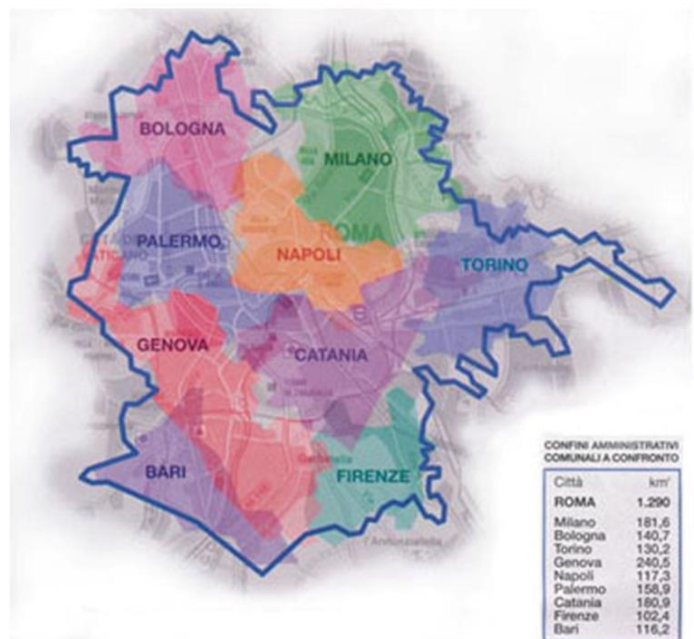 BOLOGNA
MILANO
ROMA
PALERMO
NAPOLI
TORINO
GENOVA
CATANIA
BARI
FIRENZE
CONFINI AMMINISTRATIVI
COMUNALI A CONFRONTO
Città km²
ROMA 1.290
Milano 181,6
Bologna 140,7
Torino 130,2
Genova 240,5
Napoli 117,3
Palermo 158,9
Catania 180,9
Firenze 102,4
Bari 116,2